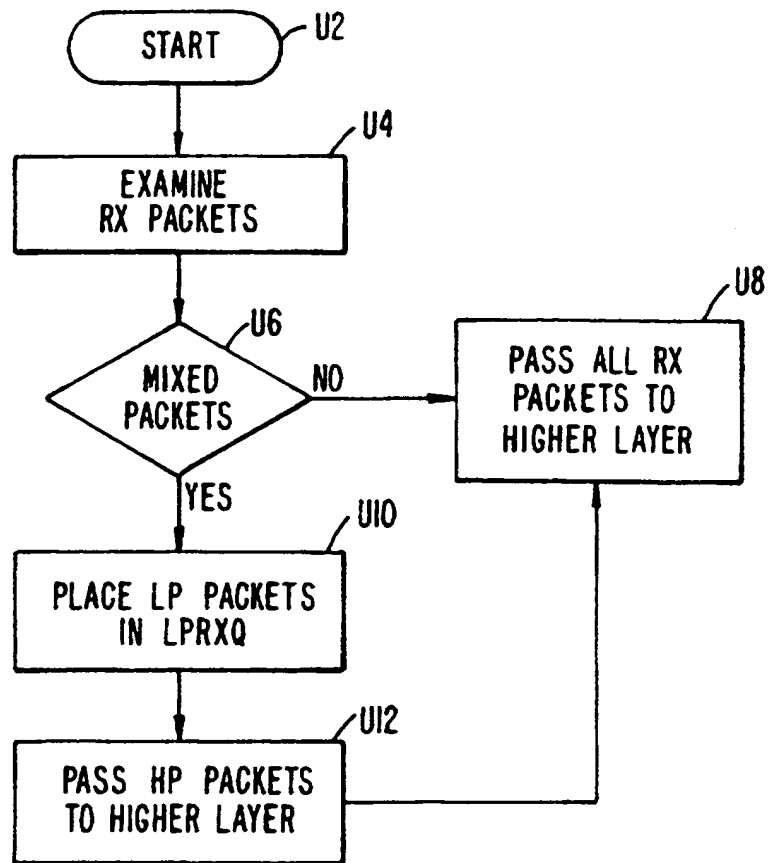 START
U2
U4
EXAMINE
RX PACKETS
U6
MIXED
PACKETS
NO
U8
PASS ALL RX
PACKETS TO
HIGHER LAYER
YES
U10
PLACE LP PACKETS
IN LPRXQ
U12
PASS HP PACKETS
TO HIGHER LAYER